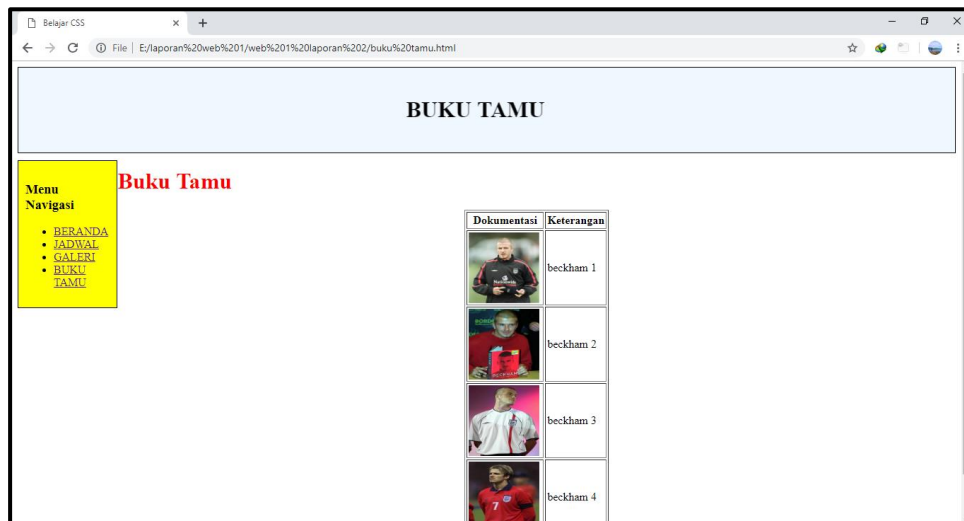 Belajar CSS
File | E:/laporan%20web%201/web%201%20laporan%202/buku%20tamu.html
BUKU TAMU
Menu
Navigasi
BERANDA
JADWAL
GALERI
BUKU
TAMU
Buku Tamu
Dokumentasi Keterangan
beckham 1
beckham 2
beckham 3
7
beckham 4